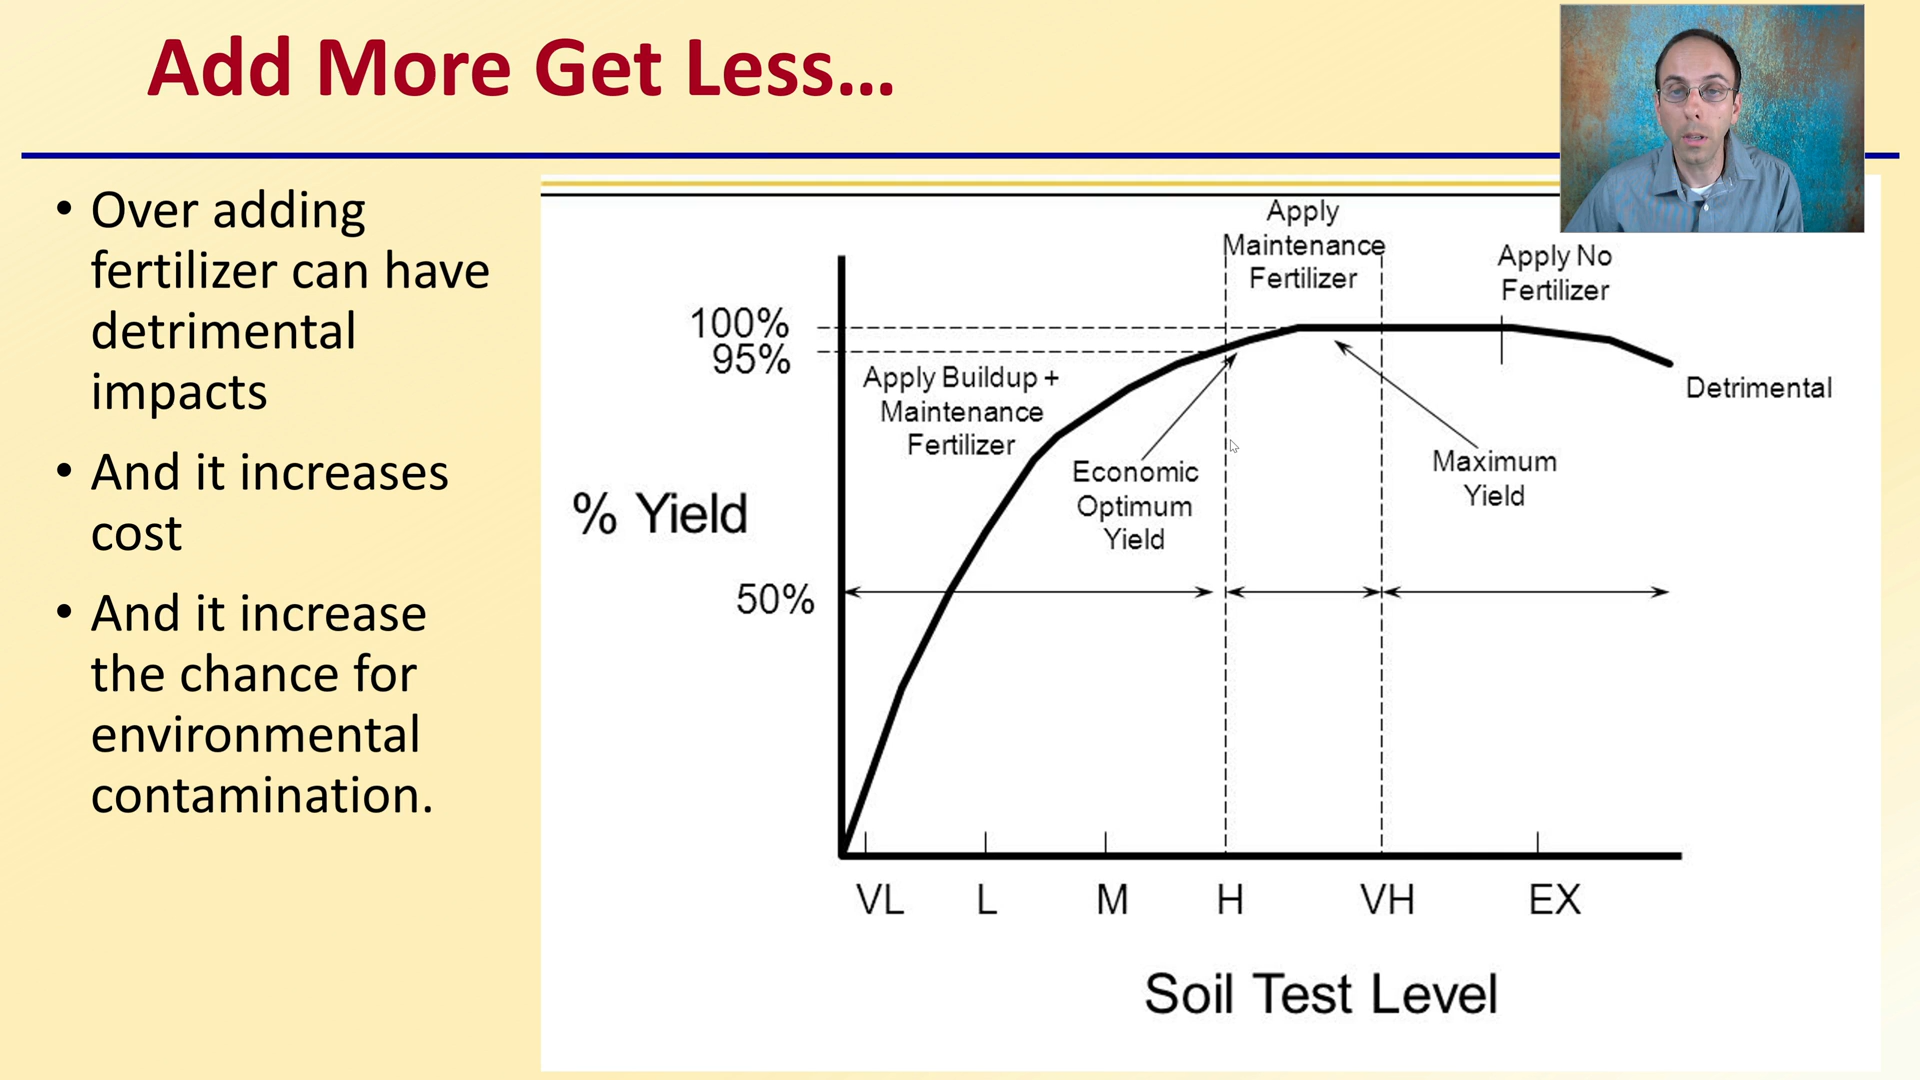 Add More Get Less...
• Over adding
fertilizer can have
detrimental
impacts
• And it increases
cost
• And it increase
the chance for
environmental
contamination.
Apply
Maintenance
Fertilizer
Apply No
Fertilizer
100%
95%
Apply Buildup +
Maintenance
Fertilizer
Detrimental
Economic
Optimum
Yield
Maximum
Yield
% Yield
50%
VL L M H VH EX
Soil Test Level